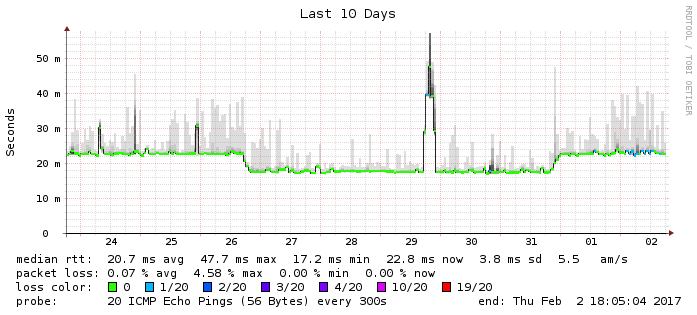 Last 10 Days
RRDTOOL / TOBI OETIKER
Seconds
50 m
40 m
30 m
20 m
10 m
0
24 25 26 27 28 29 30 31 01 02
median rtt: 20.7 ms avg 47.7 ms max 17.2 ms min 22.8 ms now 3.8 ms sd 5.5 am/s
packet loss: 0.07 % avg 4.58 % max 0.00 % min 0.00 % now
loss color: 0 1/20 2/20 3/20 4/20 10/20 19/20
probe: 20 ICMP Echo Pings (56 Bytes) every 300s end: Thu Feb 2 18:05:04 2017